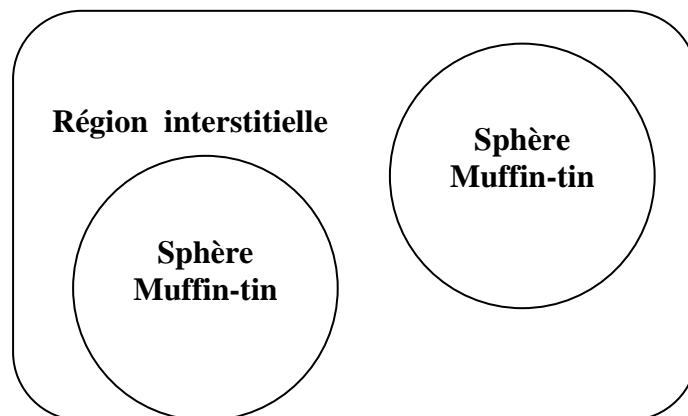 Région interstitielle
Sphère
Muffin-tin
Sphère
Muffin-tin